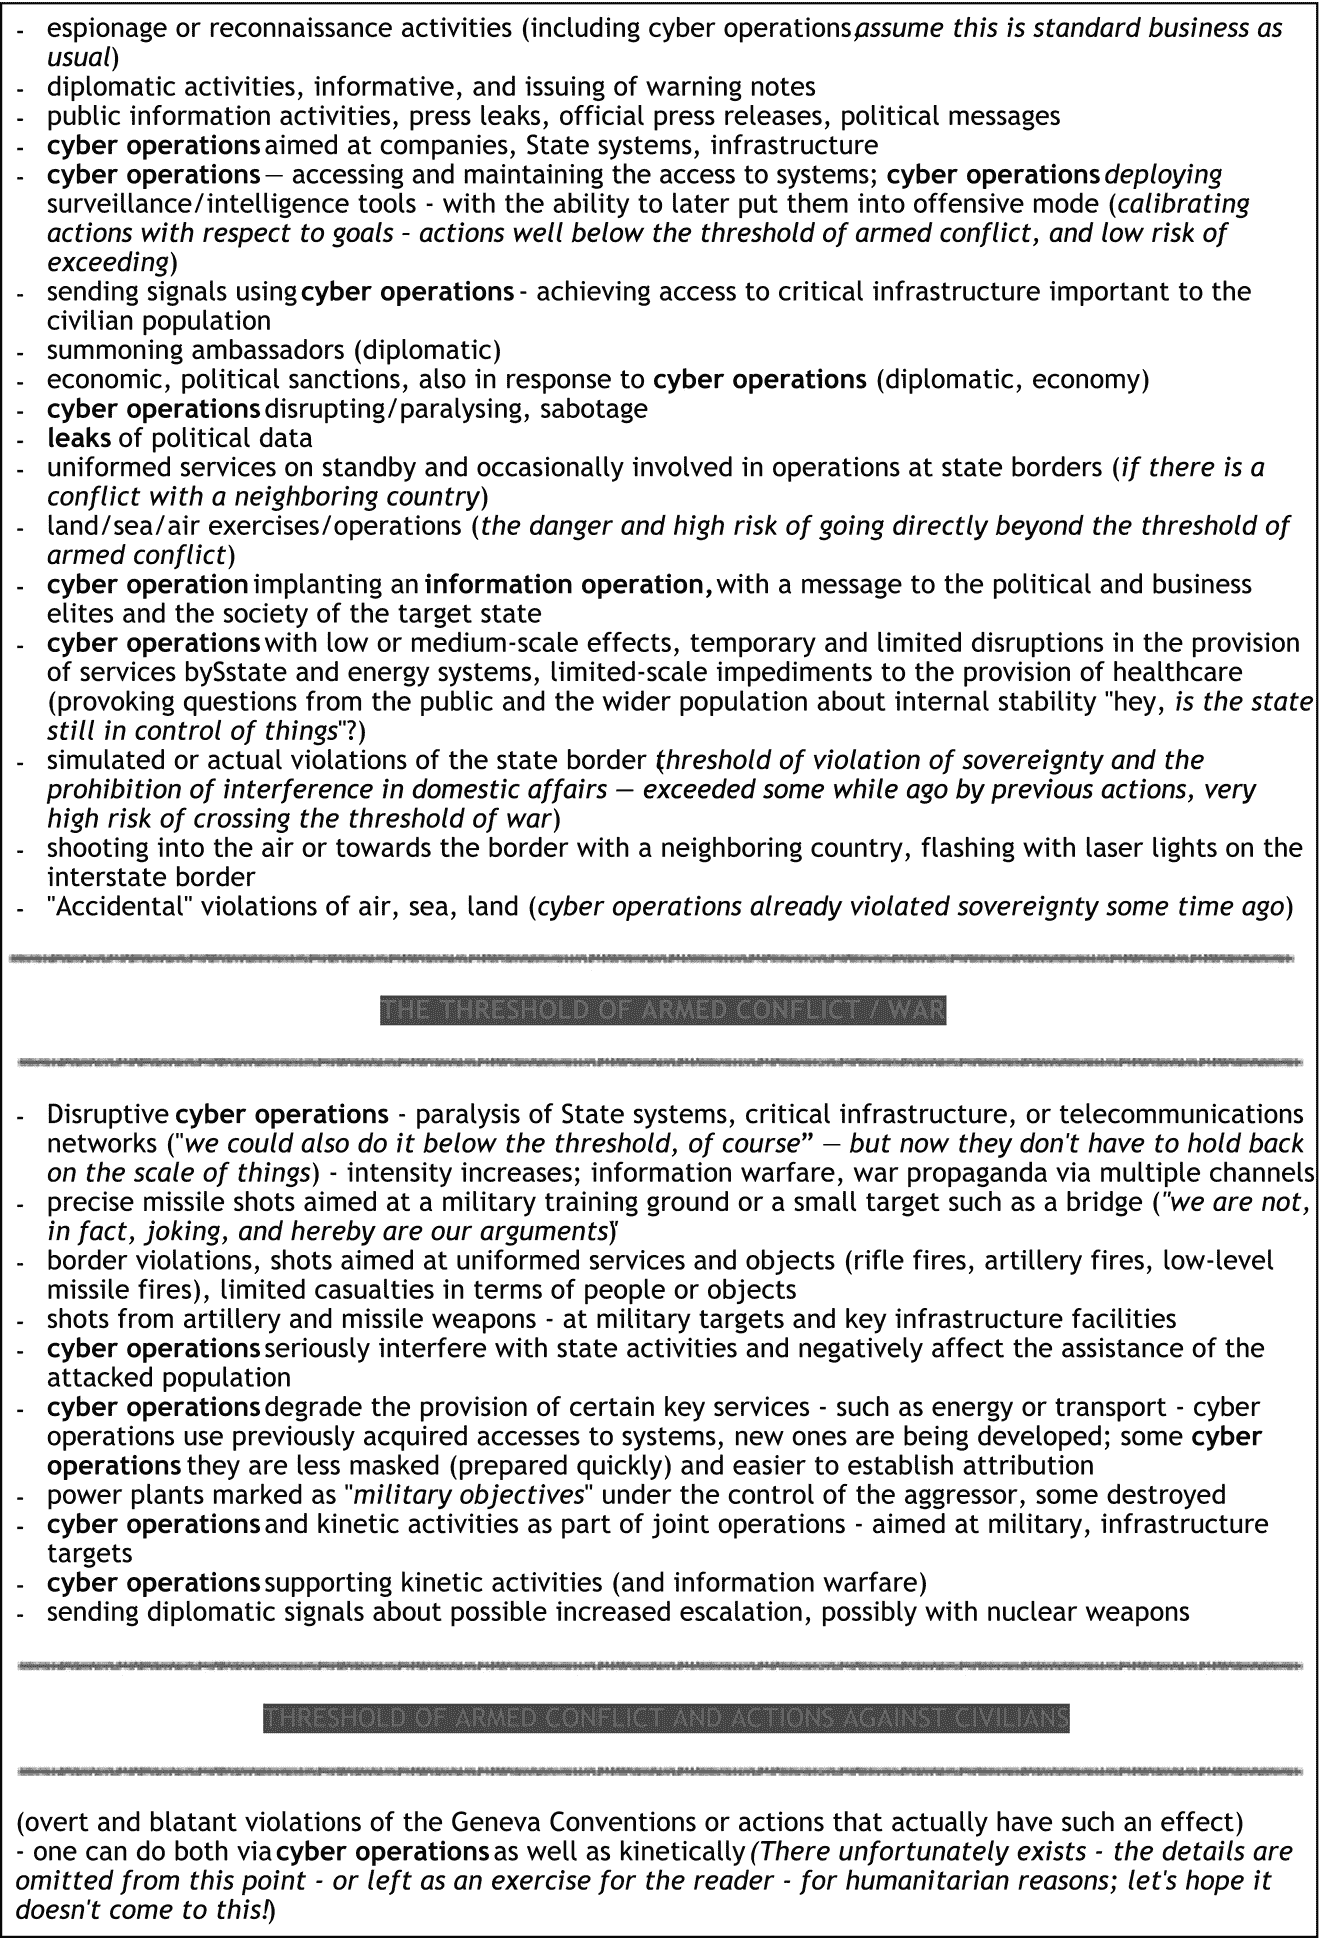 - espionage or reconnaissance activities (including cyber operations, assume this is standard business as
usual)
- diplomatic activities, informative, and issuing of warning notes
- public information activities, press leaks, official press releases, political messages
- cyber operations aimed at companies, State systems, infrastructure
- cyber operations — accessing and maintaining the access to systems; cyber operations deploying
surveillance/intelligence tools - with the ability to later put them into offensive mode (calibrating
actions with respect to goals – actions well below the threshold of armed conflict, and low risk of
exceeding)
- sending signals using cyber operations - achieving access to critical infrastructure important to the
civilian population
- summoning ambassadors (diplomatic)
- economic, political sanctions, also in response to cyber operations (diplomatic, economy)
- cyber operations disrupting/paralysing, sabotage
- leaks of political data
- uniformed services on standby and occasionally involved in operations at state borders (if there is a
conflict with a neighboring country)
- land/sea/air exercises/operations (the danger and high risk of going directly beyond the threshold of
armed conflict)
- cyber operation implanting an information operation, with a message to the political and business
elites and the society of the target state
- cyber operations with low or medium-scale effects, temporary and limited disruptions in the provision
of services bySstate and energy systems, limited-scale impediments to the provision of healthcare
(provoking questions from the public and the wider population about internal stability "hey, is the state
still in control of things"?)
- simulated or actual violations of the state border (threshold of violation of sovereignty and the
prohibition of interference in domestic affairs — exceeded some while ago by previous actions, very
high risk of crossing the threshold of war)
- shooting into the air or towards the border with a neighboring country, flashing with laser lights on the
interstate border
- "Accidental" violations of air, sea, land (cyber operations already violated sovereignty some time ago)
THE THRESHOLD OF ARMED CONFLICT / WAR
- Disruptive cyber operations - paralysis of State systems, critical infrastructure, or telecommunications
networks ("we could also do it below the threshold, of course” — but now they don't have to hold back
on the scale of things) - intensity increases; information warfare, war propaganda via multiple channels
- precise missile shots aimed at a military training ground or a small target such as a bridge ("we are not,
in fact, joking, and hereby are our arguments")
- border violations, shots aimed at uniformed services and objects (rifle fires, artillery fires, low-level
missile fires), limited casualties in terms of people or objects
- shots from artillery and missile weapons - at military targets and key infrastructure facilities
- cyber operations seriously interfere with state activities and negatively affect the assistance of the
attacked population
- cyber operations degrade the provision of certain key services - such as energy or transport - cyber
operations use previously acquired accesses to systems, new ones are being developed; some cyber
operations they are less masked (prepared quickly) and easier to establish attribution
- power plants marked as "military objectives" under the control of the aggressor, some destroyed
- cyber operations and kinetic activities as part of joint operations - aimed at military, infrastructure
targets
- cyber operations supporting kinetic activities (and information warfare)
- sending diplomatic signals about possible increased escalation, possibly with nuclear weapons
THRESHOLD OF ARMED CONFLICT AND ACTIONS AGAINST CIVILIANS
(overt and blatant violations of the Geneva Conventions or actions that actually have such an effect)
- one can do both via cyber operations as well as kinetically (There unfortunately exists - the details are
omitted from this point - or left as an exercise for the reader - for humanitarian reasons; let's hope it
doesn't come to this!)